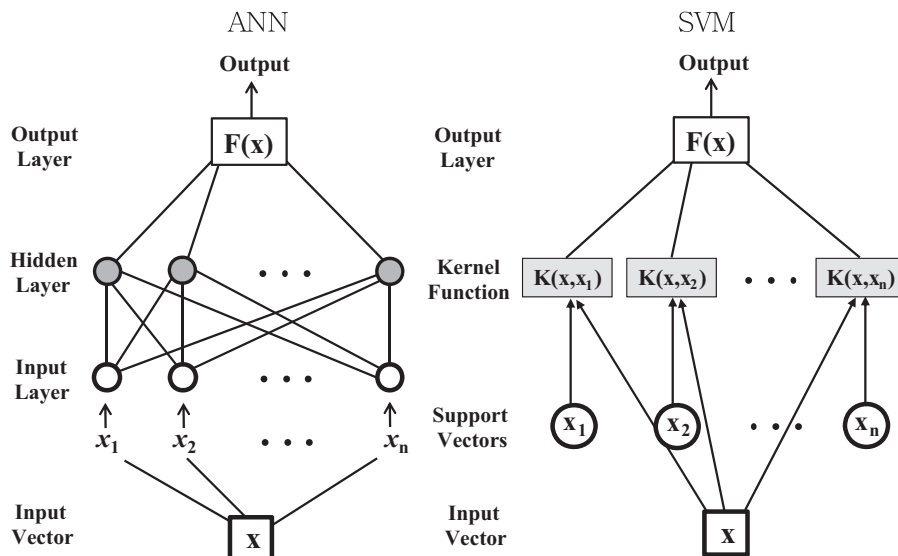 ANN
Output
Output
Layer
F(x)
Hidden
Layer
. . .
Input
Layer
. . .
x₁ x₂ . . . xₙ
Input
Vector
x
SVM
Output
Output
Layer
F(x)
Kernel
Function
K(x,x₁) K(x,x₂) . . . K(x,xₙ)
Support
Vectors
x₁ x₂ . . . xₙ
Input
Vector
x